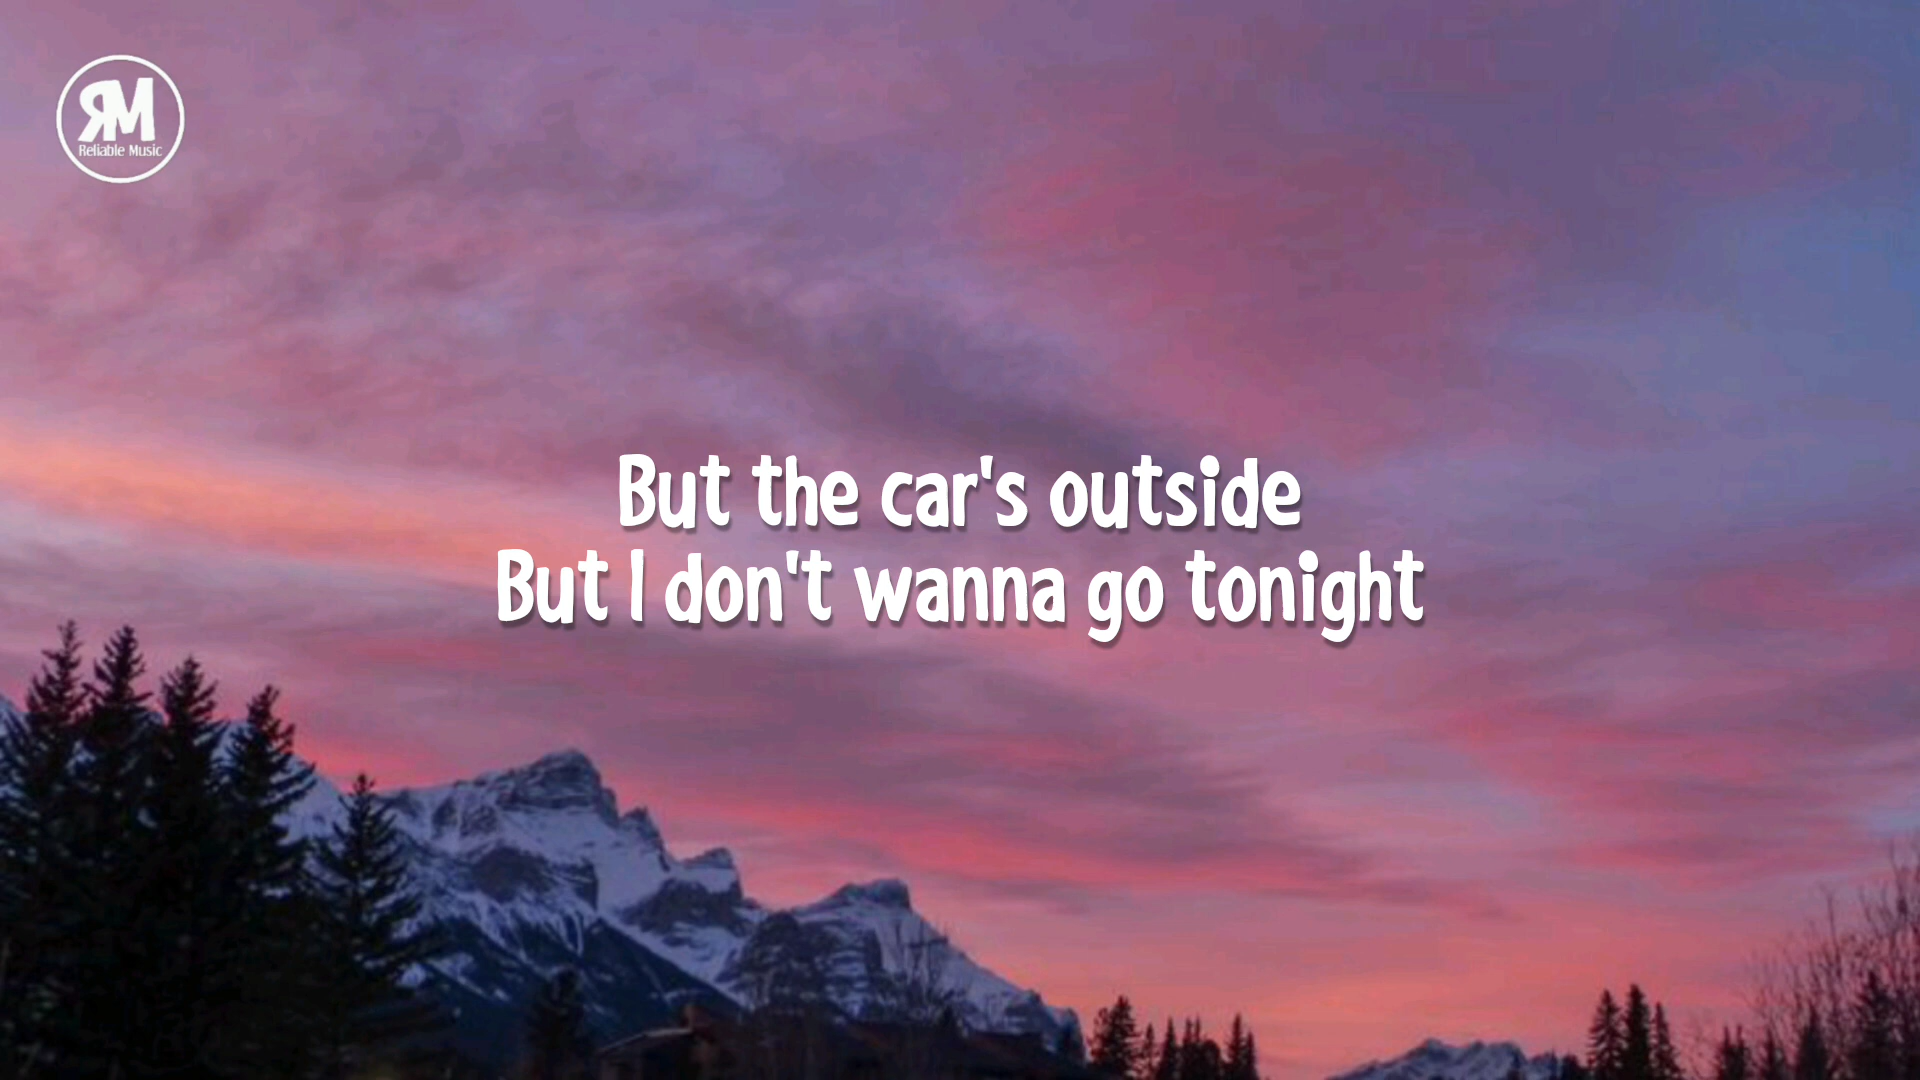 RM
Reliable Music
But the car's outside
But I don't wanna go tonight